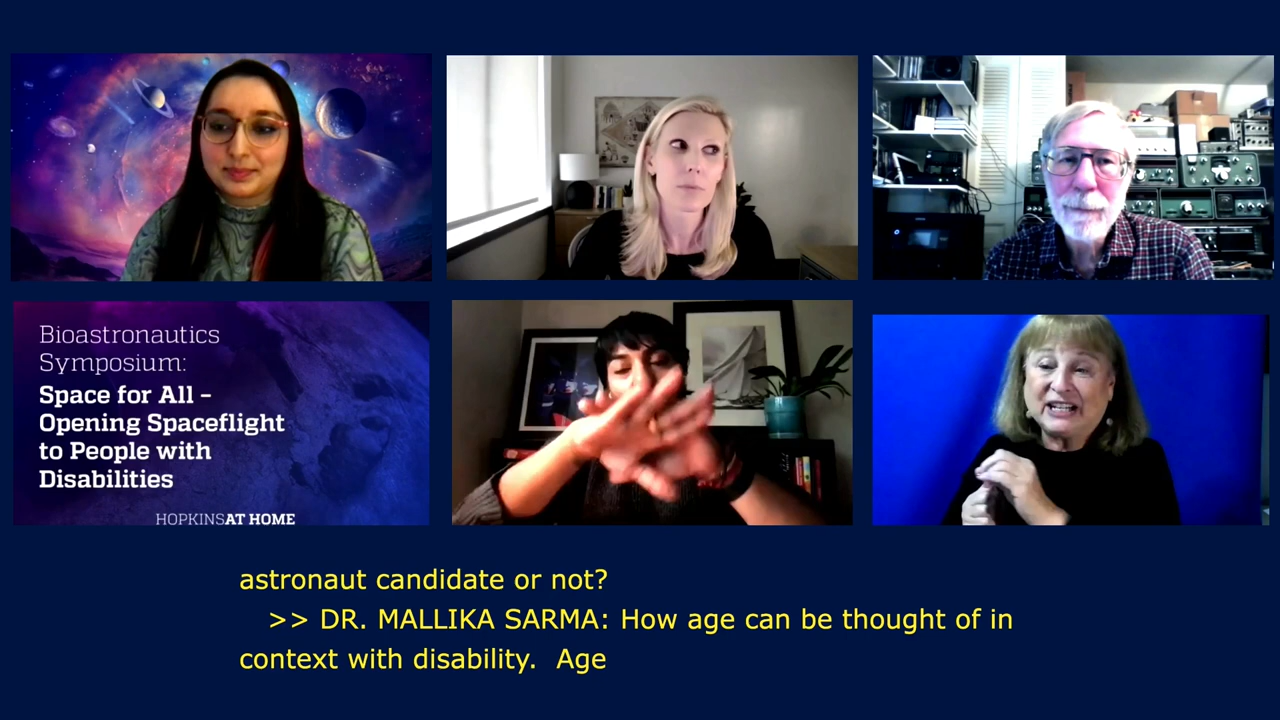 Bioastronautics
Symposium:
Space for All –
Opening Spaceflight
to People with
Disabilities
HOPKINSAT HOME
astronaut candidate or not?
>> DR. MALLIKA SARMA: How age can be thought of in
context with disability.  Age